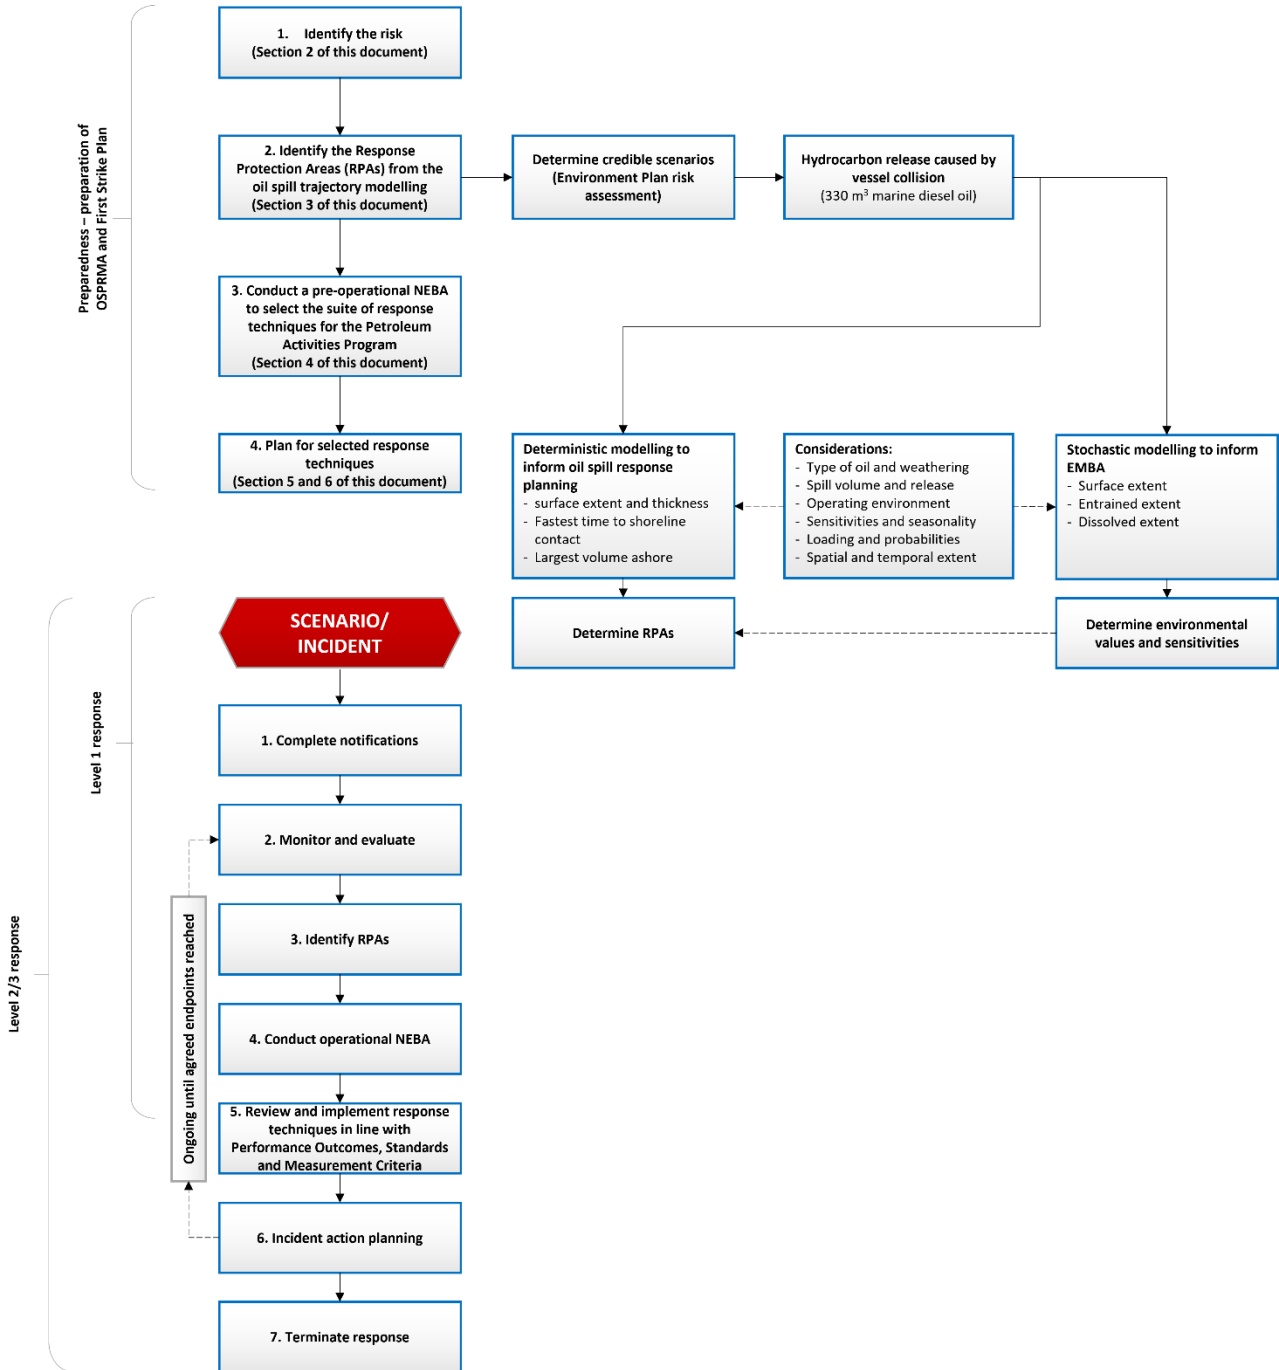 Preparedness – preparation of
OSPRMA and First Strike Plan
1. Identify the risk
(Section 2 of this document)
2. Identify the Response
Protection Areas (RPAs) from the
oil spill trajectory modelling
(Section 3 of this document)
Determine credible scenarios
(Environment Plan risk
assessment)
Hydrocarbon release caused by
vessel collision
(330 m³ marine diesel oil)
3. Conduct a pre-operational NEBA
to select the suite of response
techniques for the Petroleum
Activities Program
(Section 4 of this document)
4. Plan for selected response
techniques
(Section 5 and 6 of this document)
Deterministic modelling to
inform oil spill response
planning
- surface extent and thickness
- Fastest time to shoreline
contact
- Largest volume ashore
Considerations:
- Type of oil and weathering
- Spill volume and release
- Operating environment
- Sensitivities and seasonality
- Loading and probabilities
- Spatial and temporal extent
Stochastic modelling to inform
EMBA
- Surface extent
- Entrained extent
- Dissolved extent
Determine RPAs
Determine environmental
values and sensitivities
Level 2/3 response
Level 1 response
SCENARIO/
INCIDENT
1. Complete notifications
2. Monitor and evaluate
3. Identify RPAs
4. Conduct operational NEBA
5. Review and implement response
techniques in line with
Performance Outcomes, Standards
and Measurement Criteria
6. Incident action planning
7. Terminate response
Ongoing until agreed endpoints reached